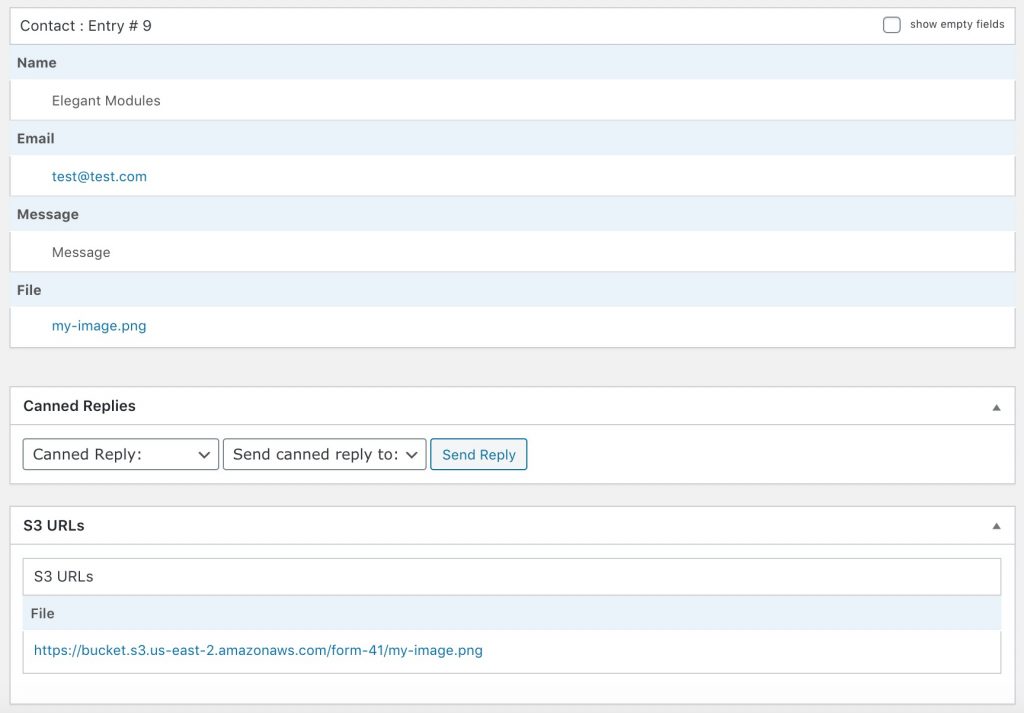 Contact : Entry # 9
show empty fields
Name
Elegant Modules
Email
test@test.com
Message
Message
File
my-image.png
Canned Replies
Canned Reply:
Send canned reply to:
Send Reply
S3 URLs
S3 URLs
File
https://bucket.s3.us-east-2.amazonaws.com/form-41/my-image.png